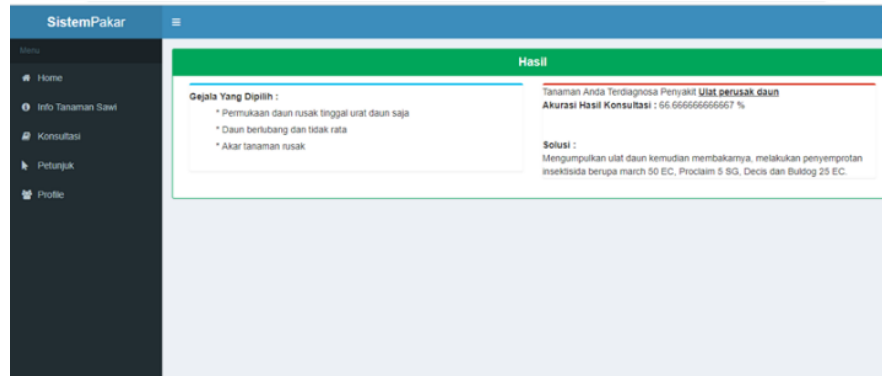 SistemPakar
Menu
Home
Info Tanaman Sawi
Konsultasi
Petunjuk
Profile
Hasil
Gejala Yang Dipilih :
* Permukaan daun rusak tinggal urat daun saja
* Daun berlubang dan tidak rata
* Akar tanaman rusak
Tanaman Anda Terdiagnosa Penyakit Ulat perusak daun
Akurasi Hasil Konsultasi : 66.666666666667 %
Solusi :
Mengumpulkan ulat daun kemudian membakarnya, melakukan penyemprotan
insektisida berupa march 50 EC, Proclaim 5 SG, Decis dan Buldog 25 EC.